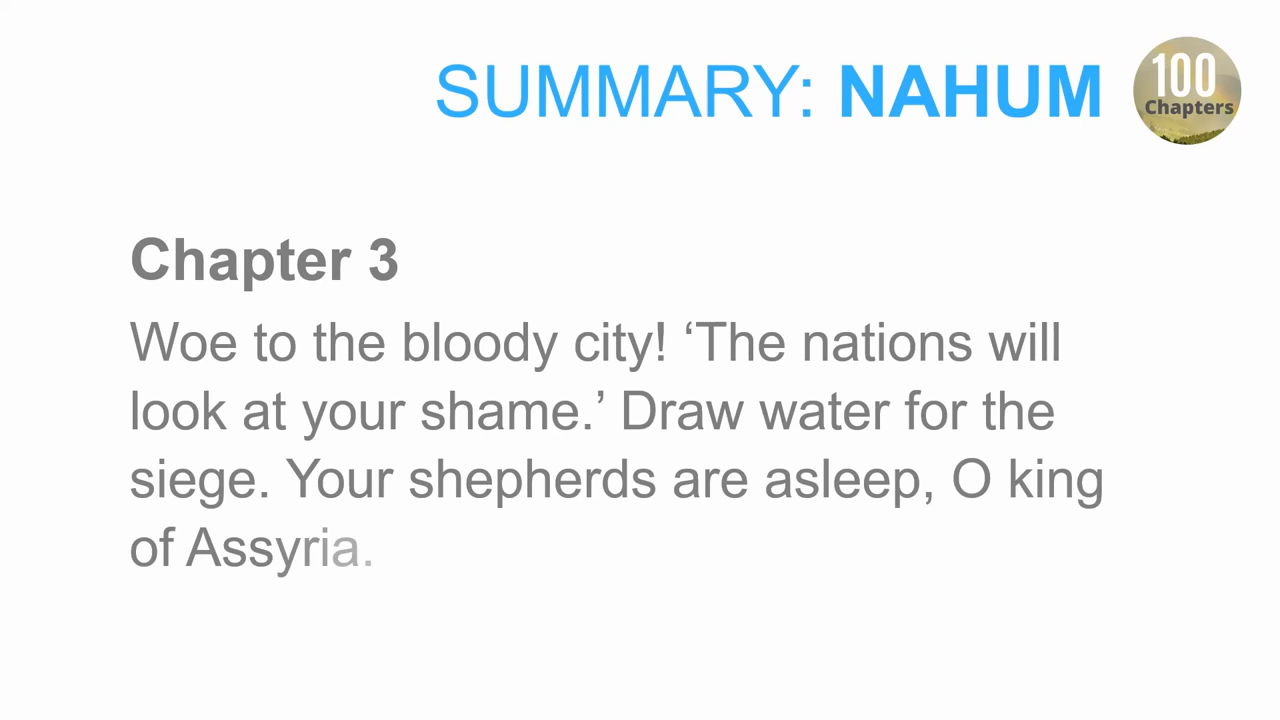 SUMMARY: NAHUM
100
Chapters
Chapter 3
Woe to the bloody city! ‘The nations will
look at your shame.’ Draw water for the
siege. Your shepherds are asleep, O king
of Assyria.